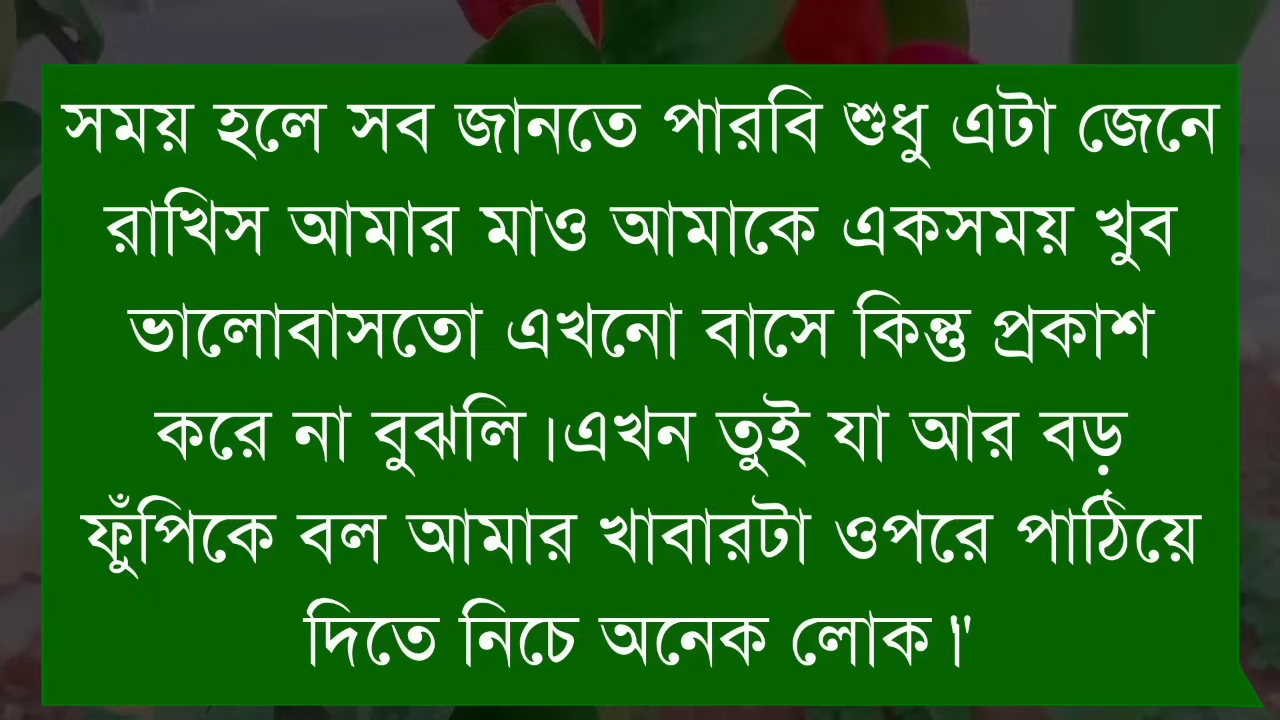 সময় হলে সব জানতে পারবি শুধু এটা জেনে
রাখিস আমার মাও আমাকে একসময় খুব
ভালোবাসতো এখনো বাসে কিন্তু প্রকাশ
করে না বুঝলি।এখন তুই যা আর বড়
ফুঁপিকে বল আমার খাবারটা ওপরে পাঠিয়ে
দিতে নিচে অনেক লোক।"